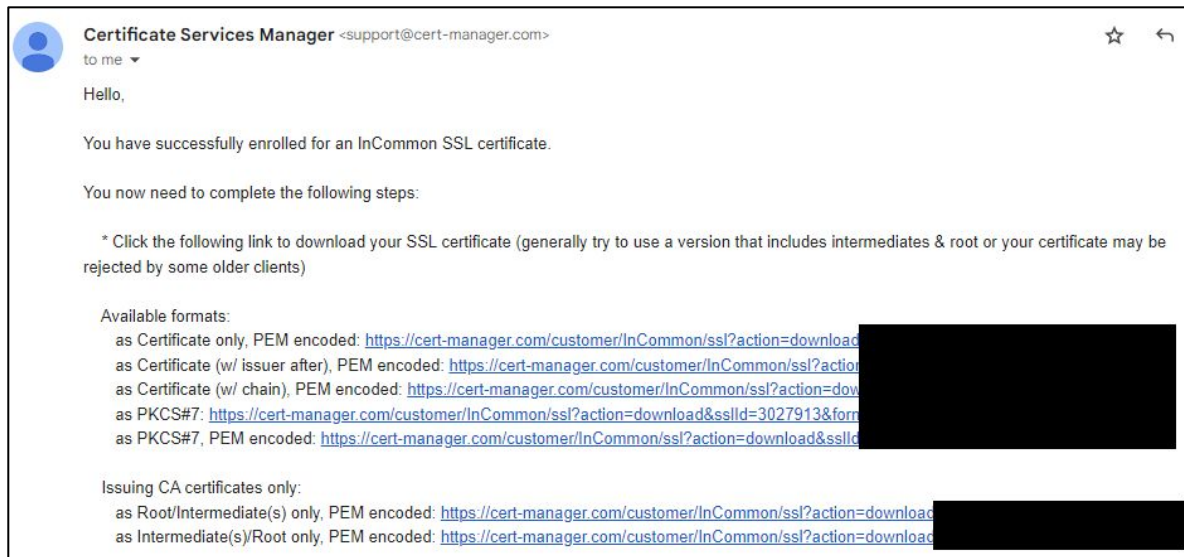 Certificate Services Manager <support@cert-manager.com>
to me
Hello,
You have successfully enrolled for an InCommon SSL certificate.
You now need to complete the following steps:
* Click the following link to download your SSL certificate (generally try to use a version that includes intermediates & root or your certificate may be
rejected by some older clients)
Available formats:
as Certificate only, PEM encoded: https://cert-manager.com/customer/InCommon/ssl?action=download
as Certificate (w/ issuer after), PEM encoded: https://cert-manager.com/customer/InCommon/ssl?action
as Certificate (w/ chain), PEM encoded: https://cert-manager.com/customer/InCommon/ssl?action=dow
as PKCS#7: https://cert-manager.com/customer/InCommon/ssl?action=download&sslId=3027913&forn
as PKCS#7, PEM encoded: https://cert-manager.com/customer/InCommon/ssl?action=download&sslId
Issuing CA certificates only:
as Root/Intermediate(s) only, PEM encoded: https://cert-manager.com/customer/InCommon/ssl?action=download
as Intermediate(s)/Root only, PEM encoded: https://cert-manager.com/customer/InCommon/ssl?action=download